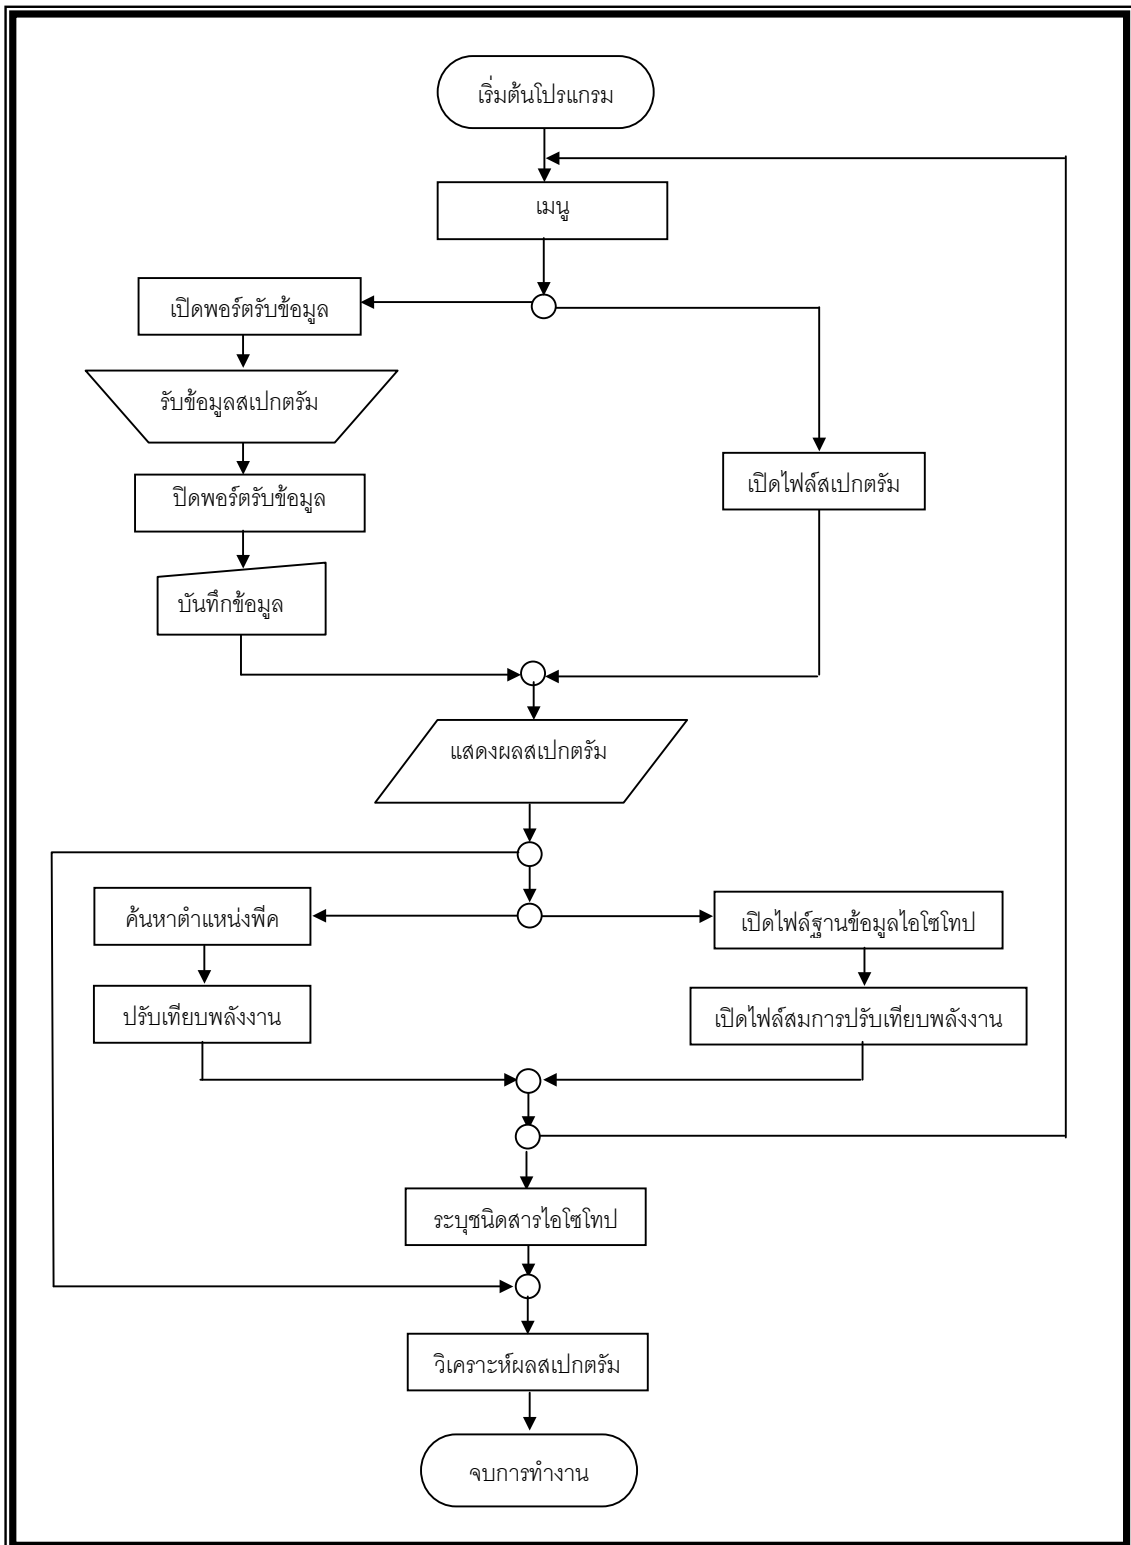 เริ่มต้นโปรแกรม
เมนู
เปิดพอร์ตรับข้อมูล
รับข้อมูลสเปกตรัม
ปิดพอร์ตรับข้อมูล
เปิดไฟล์สเปกตรัม
บันทึกข้อมูล
แสดงผลสเปกตรัม
ค้นหาตำแหน่งพีค
เปิดไฟล์ฐานข้อมูลไอโซโทป
ปรับเทียบพลังงาน
เปิดไฟล์สมการปรับเทียบพลังงาน
ระบุชนิดสารไอโซโทป
วิเคราะห์ผลสเปกตรัม
จบการทำงาน